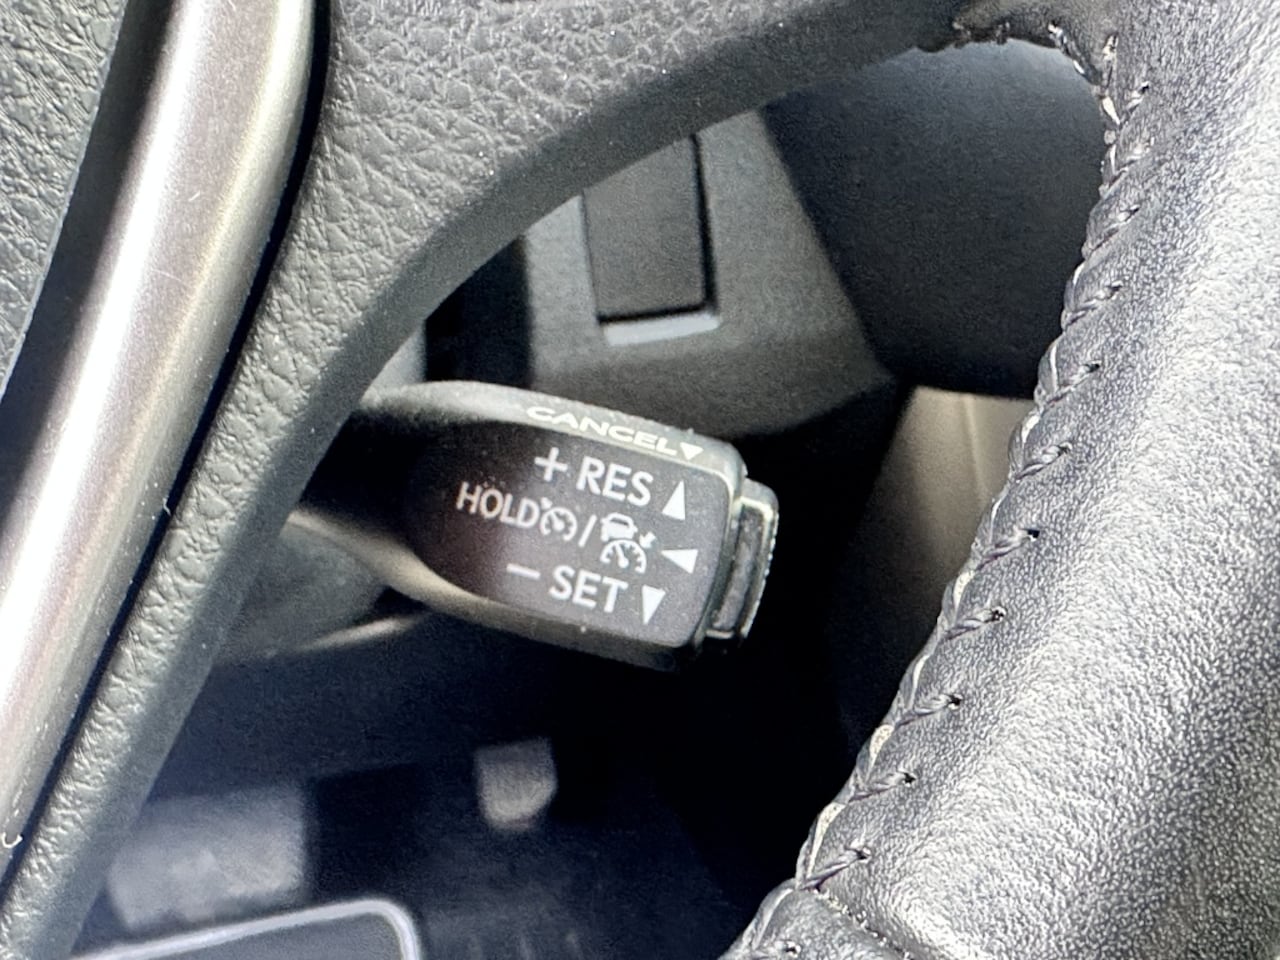 CANCEL▼
+ RES ▲
HOLD /
− SET ▼